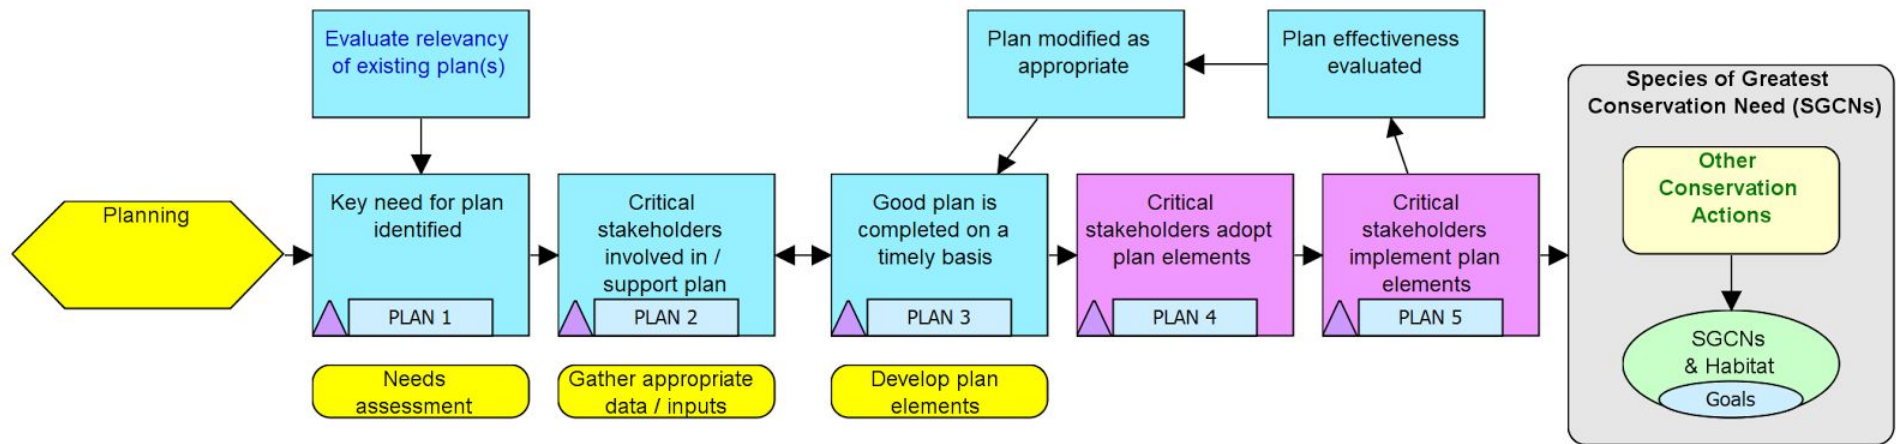 Evaluate relevancy
of existing plan(s)
Plan modified as
appropriate
Plan effectiveness
evaluated
Species of Greatest
Conservation Need (SGCNs)
Other
Conservation
Actions
Planning
Key need for plan
identified
PLAN 1
Critical
stakeholders
involved in /
support plan
PLAN 2
Good plan is
completed on a
timely basis
PLAN 3
Critical
stakeholders adopt
plan elements
PLAN 4
Critical
stakeholders
implement plan
elements
PLAN 5
SGCNs
& Habitat
Goals
Needs
assessment
Gather appropriate
data / inputs
Develop plan
elements